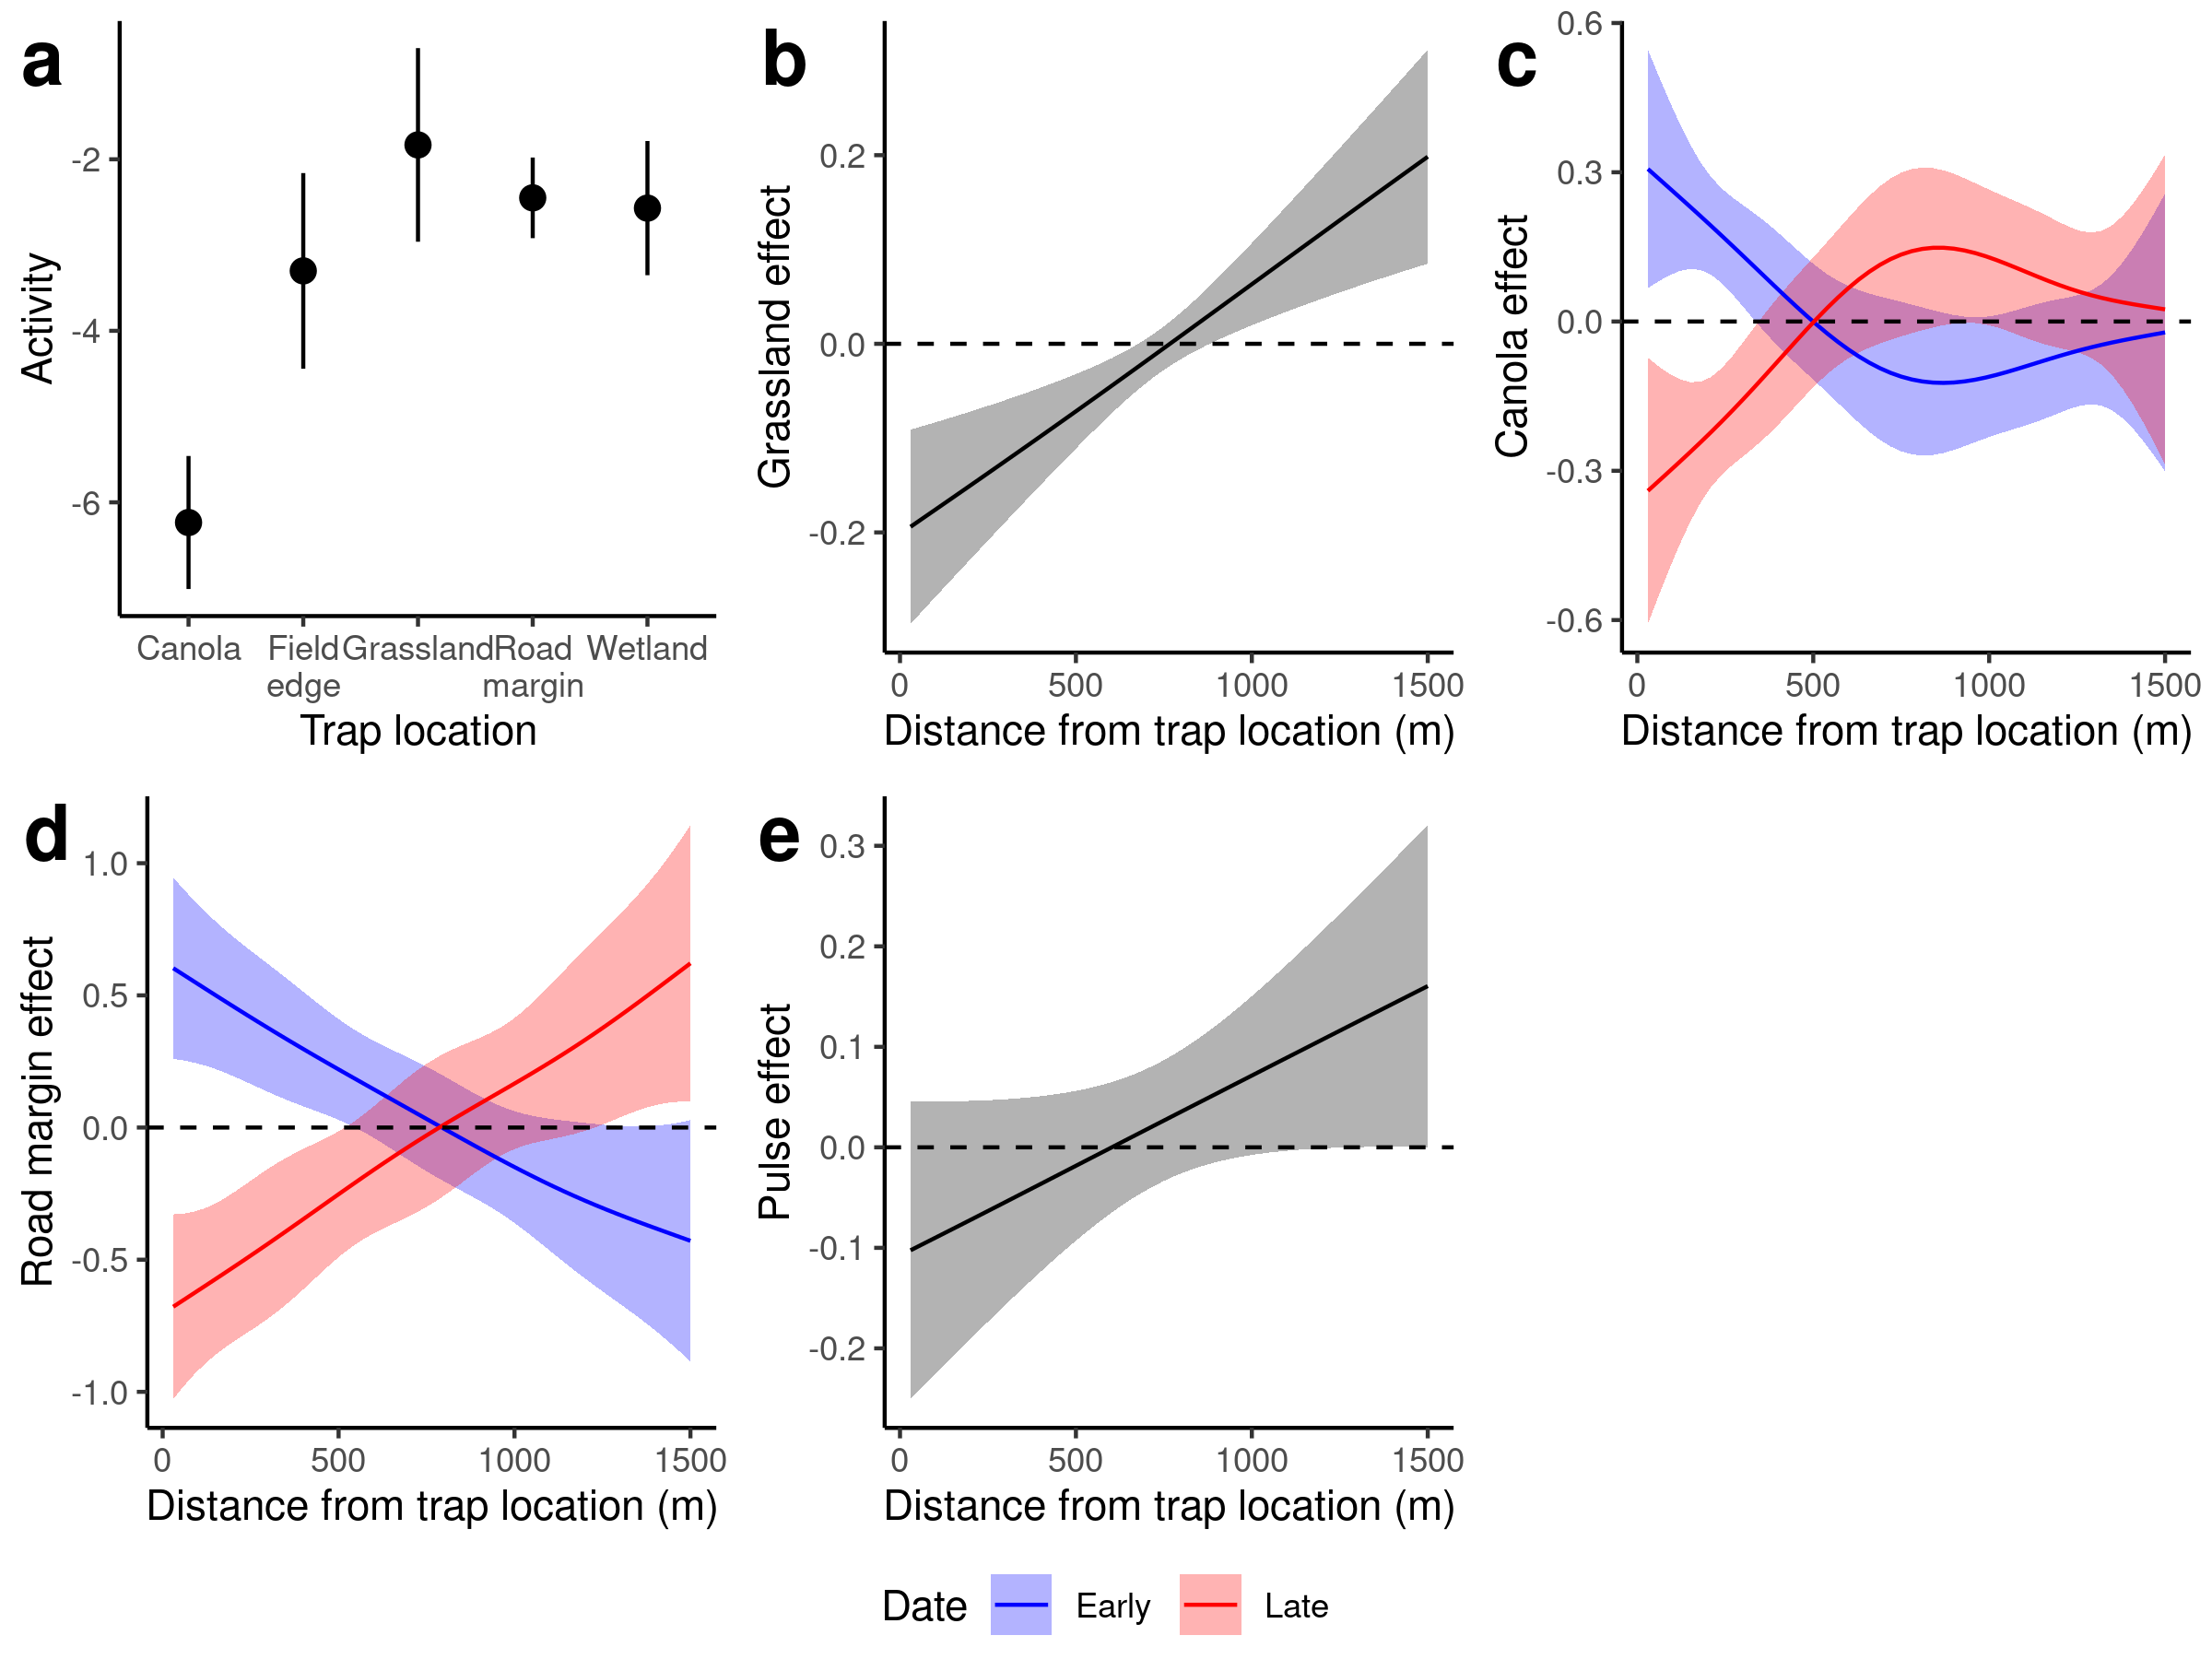 a
Activity
-2
-4
-6
Canola Field Grassland Road Wetland
edge margin
Trap location
b
Grassland effect
0.2
0.0
-0.2
0 500 1000 1500
Distance from trap location (m)
c
Canola effect
0.6
0.3
0.0
-0.3
-0.6
0 500 1000 1500
Distance from trap location (m)
d
Road margin effect
1.0
0.5
0.0
-0.5
-1.0
0 500 1000 1500
Distance from trap location (m)
e
Pulse effect
0.3
0.2
0.1
0.0
-0.1
-0.2
0 500 1000 1500
Distance from trap location (m)
Date Early Late